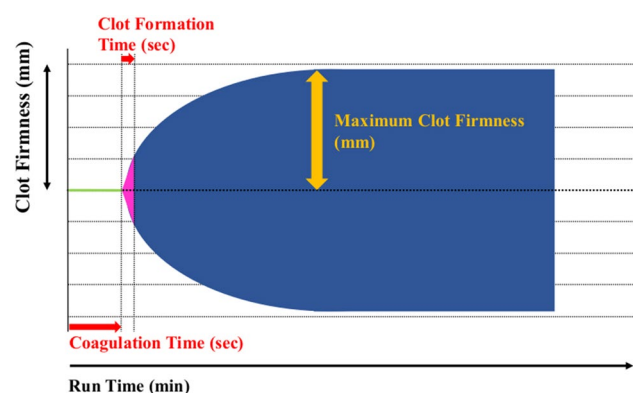 Clot Formation
Time (sec)
Clot Firmness (mm)
Maximum Clot Firmness
(mm)
Coagulation Time (sec)
Run Time (min)